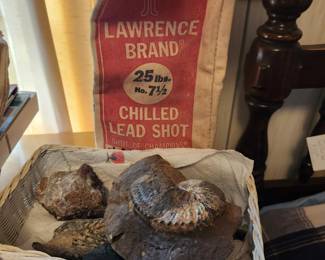 LAWRENCE
BRAND®
25 lbs.
No. 7½
CHILLED
LEAD SHOT